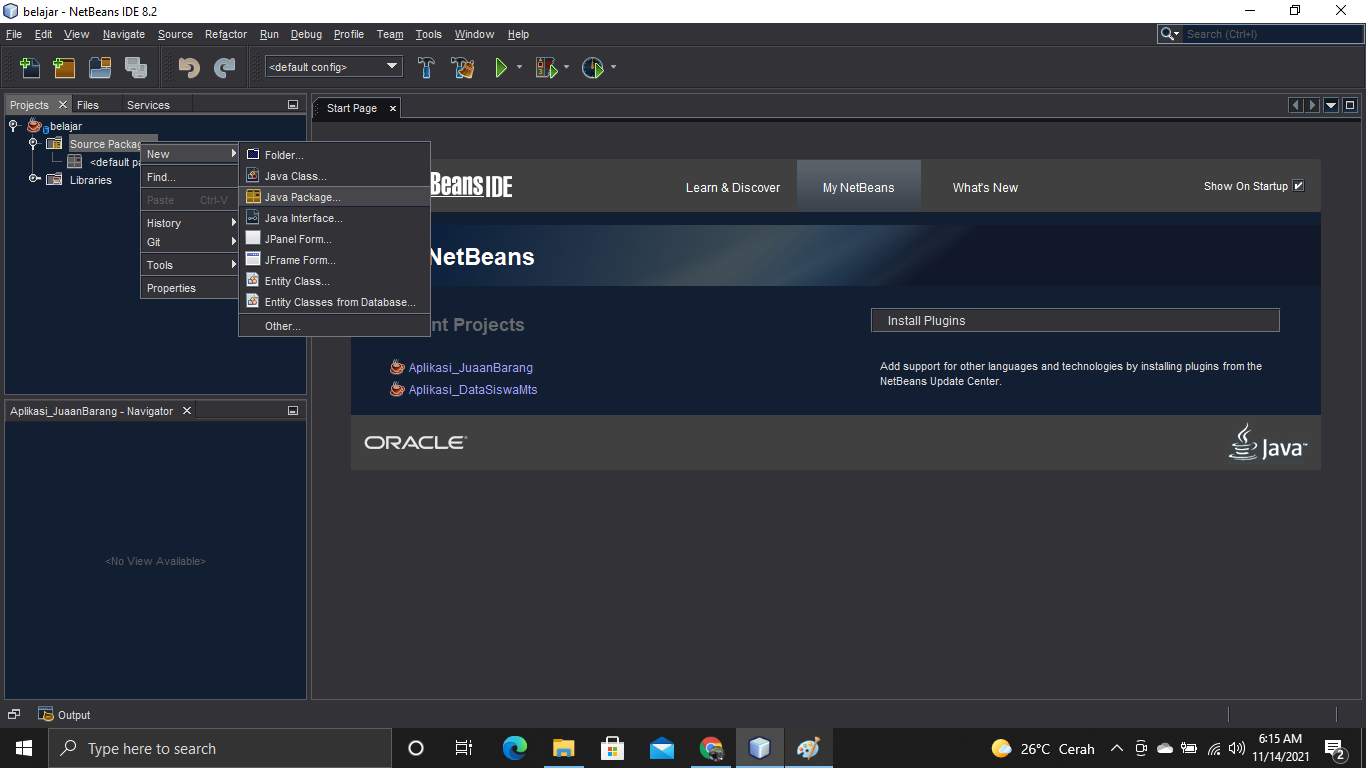 belajar - NetBeans IDE 8.2
File Edit View Navigate Source Refactor Run Debug Profile Team Tools Window Help
Search (Ctrl+I)
<default config>
Projects Files Services
Start Page
belajar
Source Packag
<default pa
Libraries
New
Find...
Paste Ctrl-V
History
Git
Tools
Properties
Folder...
Java Class...
Java Package...
Java Interface...
JPanel Form...
JFrame Form...
Entity Class...
Entity Classes from Database...
Other...
Beans IDE
Learn & Discover
My NetBeans
What's New
Show On Startup
NetBeans
nt Projects
Aplikasi_JuaanBarang
Aplikasi_DataSiswaMts
Install Plugins
Add support for other languages and technologies by installing plugins from the
NetBeans Update Center.
ORACLE
Java
Aplikasi_JuaanBarang - Navigator
<No View Available>
Output
Type here to search
26°C Cerah
6:15 AM
11/14/2021
2